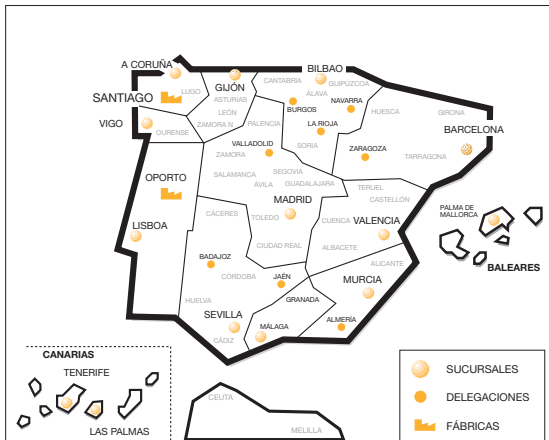 A CORUÑA
BILBAO
GIJÓN
CANTABRIA
GUIPÚZCOA
LUGO
ASTURIAS
ÁLAVA
SANTIAGO
LEÓN
BURGOS
NAVARRA
HUESCA
GIRONA
VIGO
ZAMORA N
PALENCIA
LA RIOJA
BARCELONA
OURENSE
VALLADOLID
SORIA
ZARAGOZA
TARRAGONA
ZAMORA
SEGOVIA
OPORTO
SALAMANCA
ÁVILA
GUADALAJARA
TERUEL
CASTELLÓN
MADRID
PALMA DE
MALLORCA
CÁCERES
TOLEDO
CUENCA
VALENCIA
LISBOA
CIUDAD REAL
ALBACETE
BADAJOZ
ALICANTE
BALEARES
CÓRDOBA
JAÉN
MURCIA
HUELVA
GRANADA
SEVILLA
MÁLAGA
ALMERÍA
CÁDIZ
CANARIAS
TENERIFE
LAS PALMAS
CEUTA
MELILLA
SUCURSALES
DELEGACIONES
FÁBRICAS